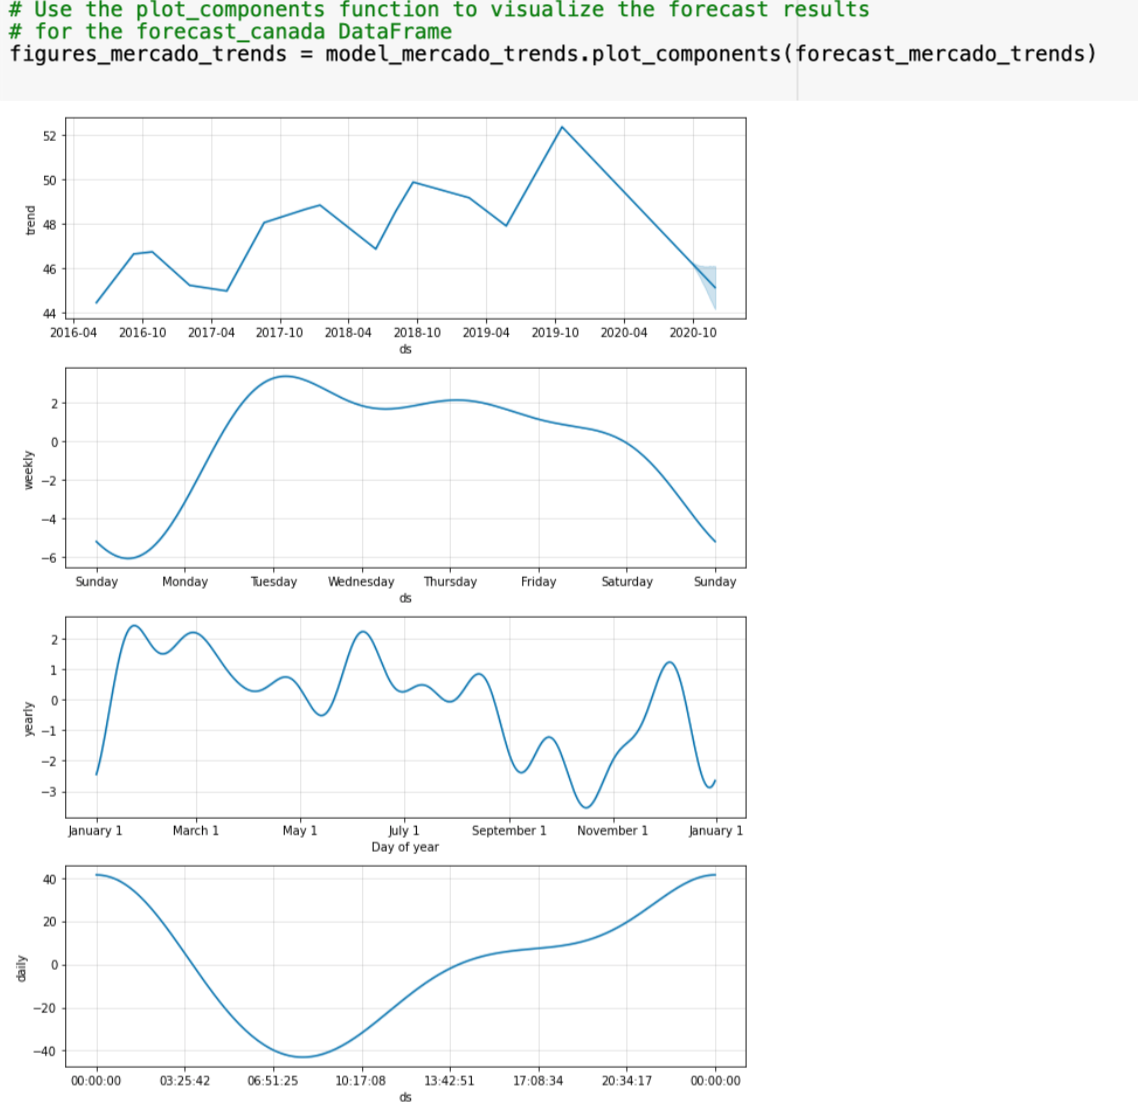 # Use the plot_components function to visualize the forecast results
# for the forecast_canada DataFrame
figures_mercado_trends = model_mercado_trends.plot_components(forecast_mercado_trends)
52
50
48
46
44
trend
2016-04 2016-10 2017-04 2017-10 2018-04 2018-10 2019-04 2019-10 2020-04 2020-10
ds
2
0
−2
−4
−6
weekly
Sunday Monday Tuesday Wednesday Thursday Friday Saturday Sunday
ds
2
1
0
−1
−2
−3
yearly
January 1 March 1 May 1 July 1 September 1 November 1 January 1
Day of year
40
20
0
−20
−40
daily
00:00:00 03:25:42 06:51:25 10:17:08 13:42:51 17:08:34 20:34:17 00:00:00
ds